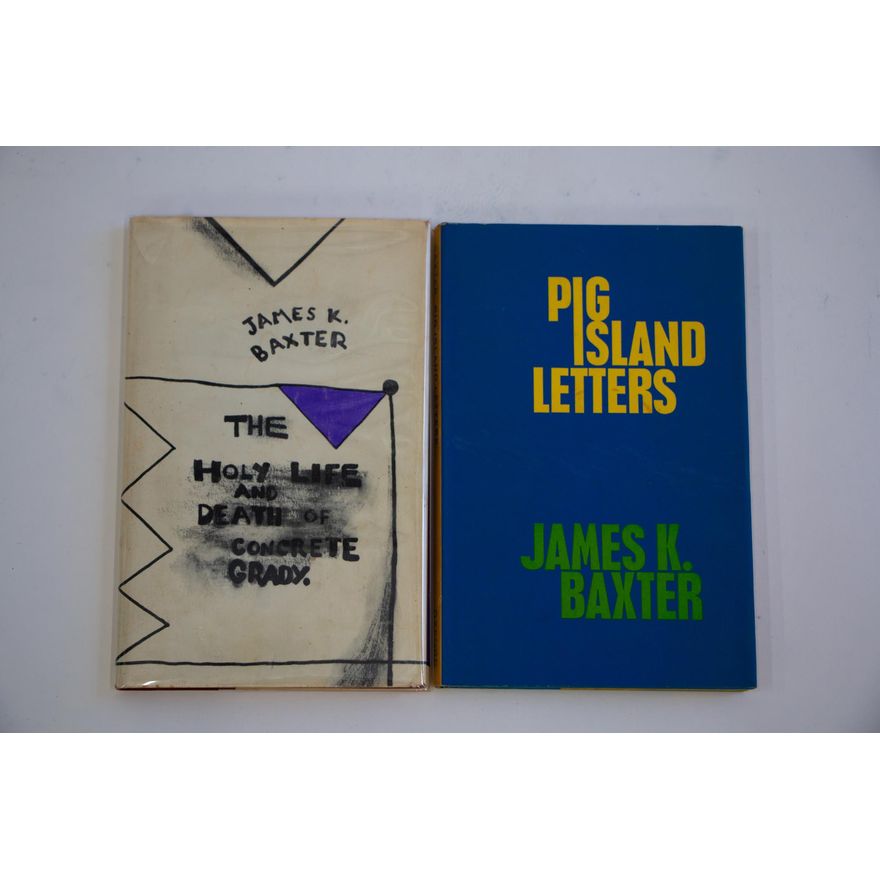 JAMES K.
BAXTER
THE
HOLY LIFE
AND
DEATH OF
CONCRETE
GRADY.
PIG
ISLAND
LETTERS
JAMES K.
BAXTER